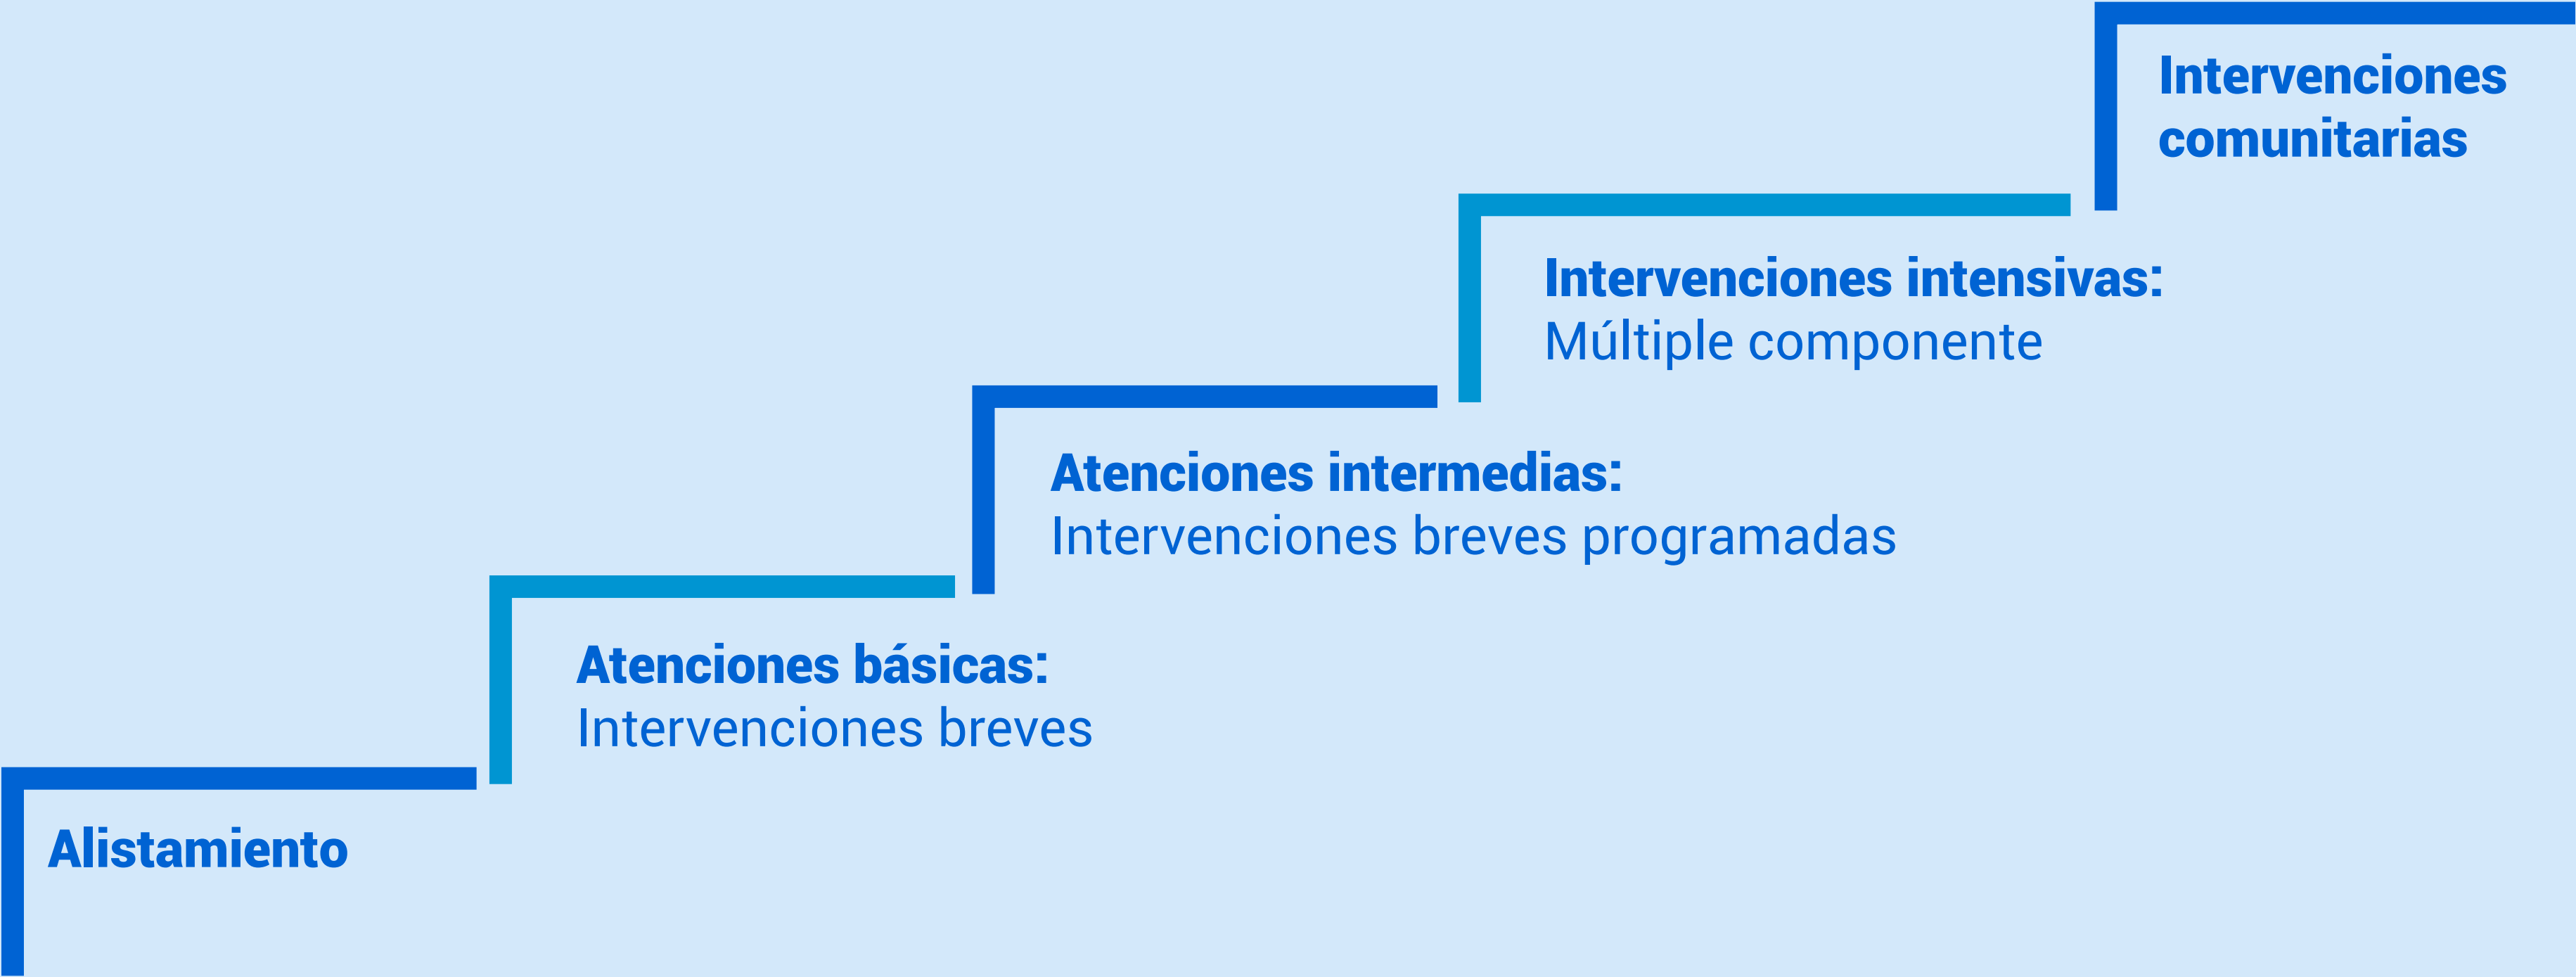 Intervenciones
comunitarias
Intervenciones intensivas:
Múltiple componente
Atenciones intermedias:
Intervenciones breves programadas
Atenciones básicas:
Intervenciones breves
Alistamiento